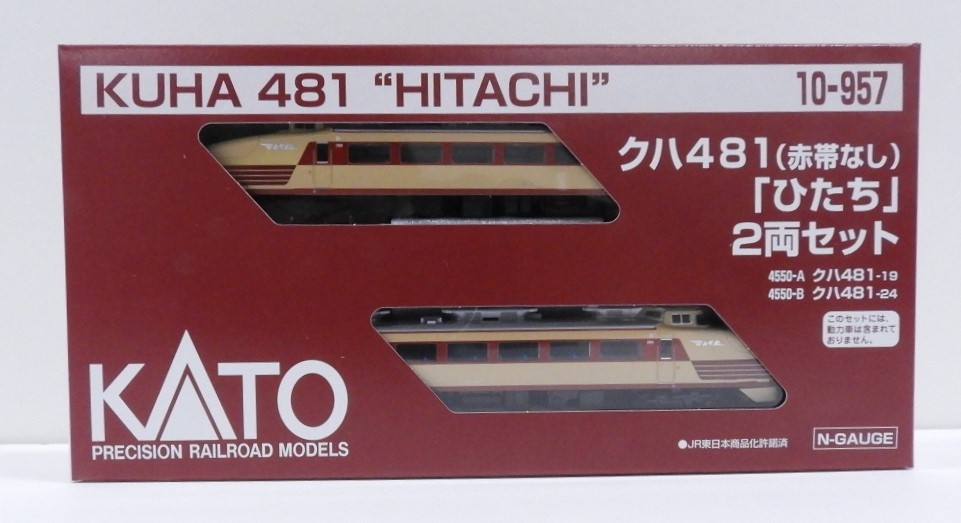 KUHA 481 “HITACHI”
10-957
クハ481(赤帯なし)
「ひたち」
2両セット
4550-A クハ481-19
4550-B クハ481-24
このセットには、
動力車は含まれて
おりません。
KATO
PRECISION RAILROAD MODELS
●JR東日本商品化許諾済
N-GAUGE